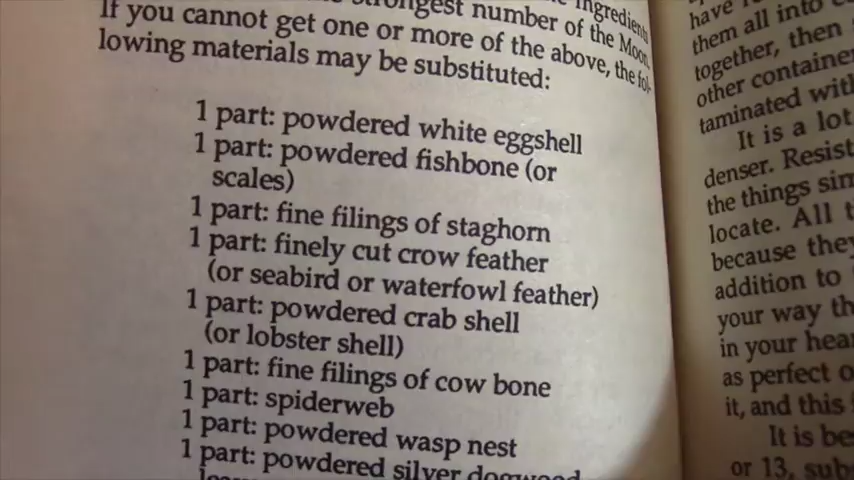 strongest number of the Moon.
If you cannot get one or more of the above, the fol-
lowing materials may be substituted:
1 part: powdered white eggshell
1 part: powdered fishbone (or
scales)
1 part: fine filings of staghorn
1 part: finely cut crow feather
(or seabird or waterfowl feather)
1 part: powdered crab shell
(or lobster shell)
1 part: fine filings of cow bone
1 part: spiderweb
1 part: powdered wasp nest
1 part: powdered silver dogwood
have
them all into
together, then
other container
taminated with
It is a lot
denser. Resist
the things sim
locate. All
because they
addition to
your way th
in your hear
as perfect o
it, and this
It is be
or 13, sub